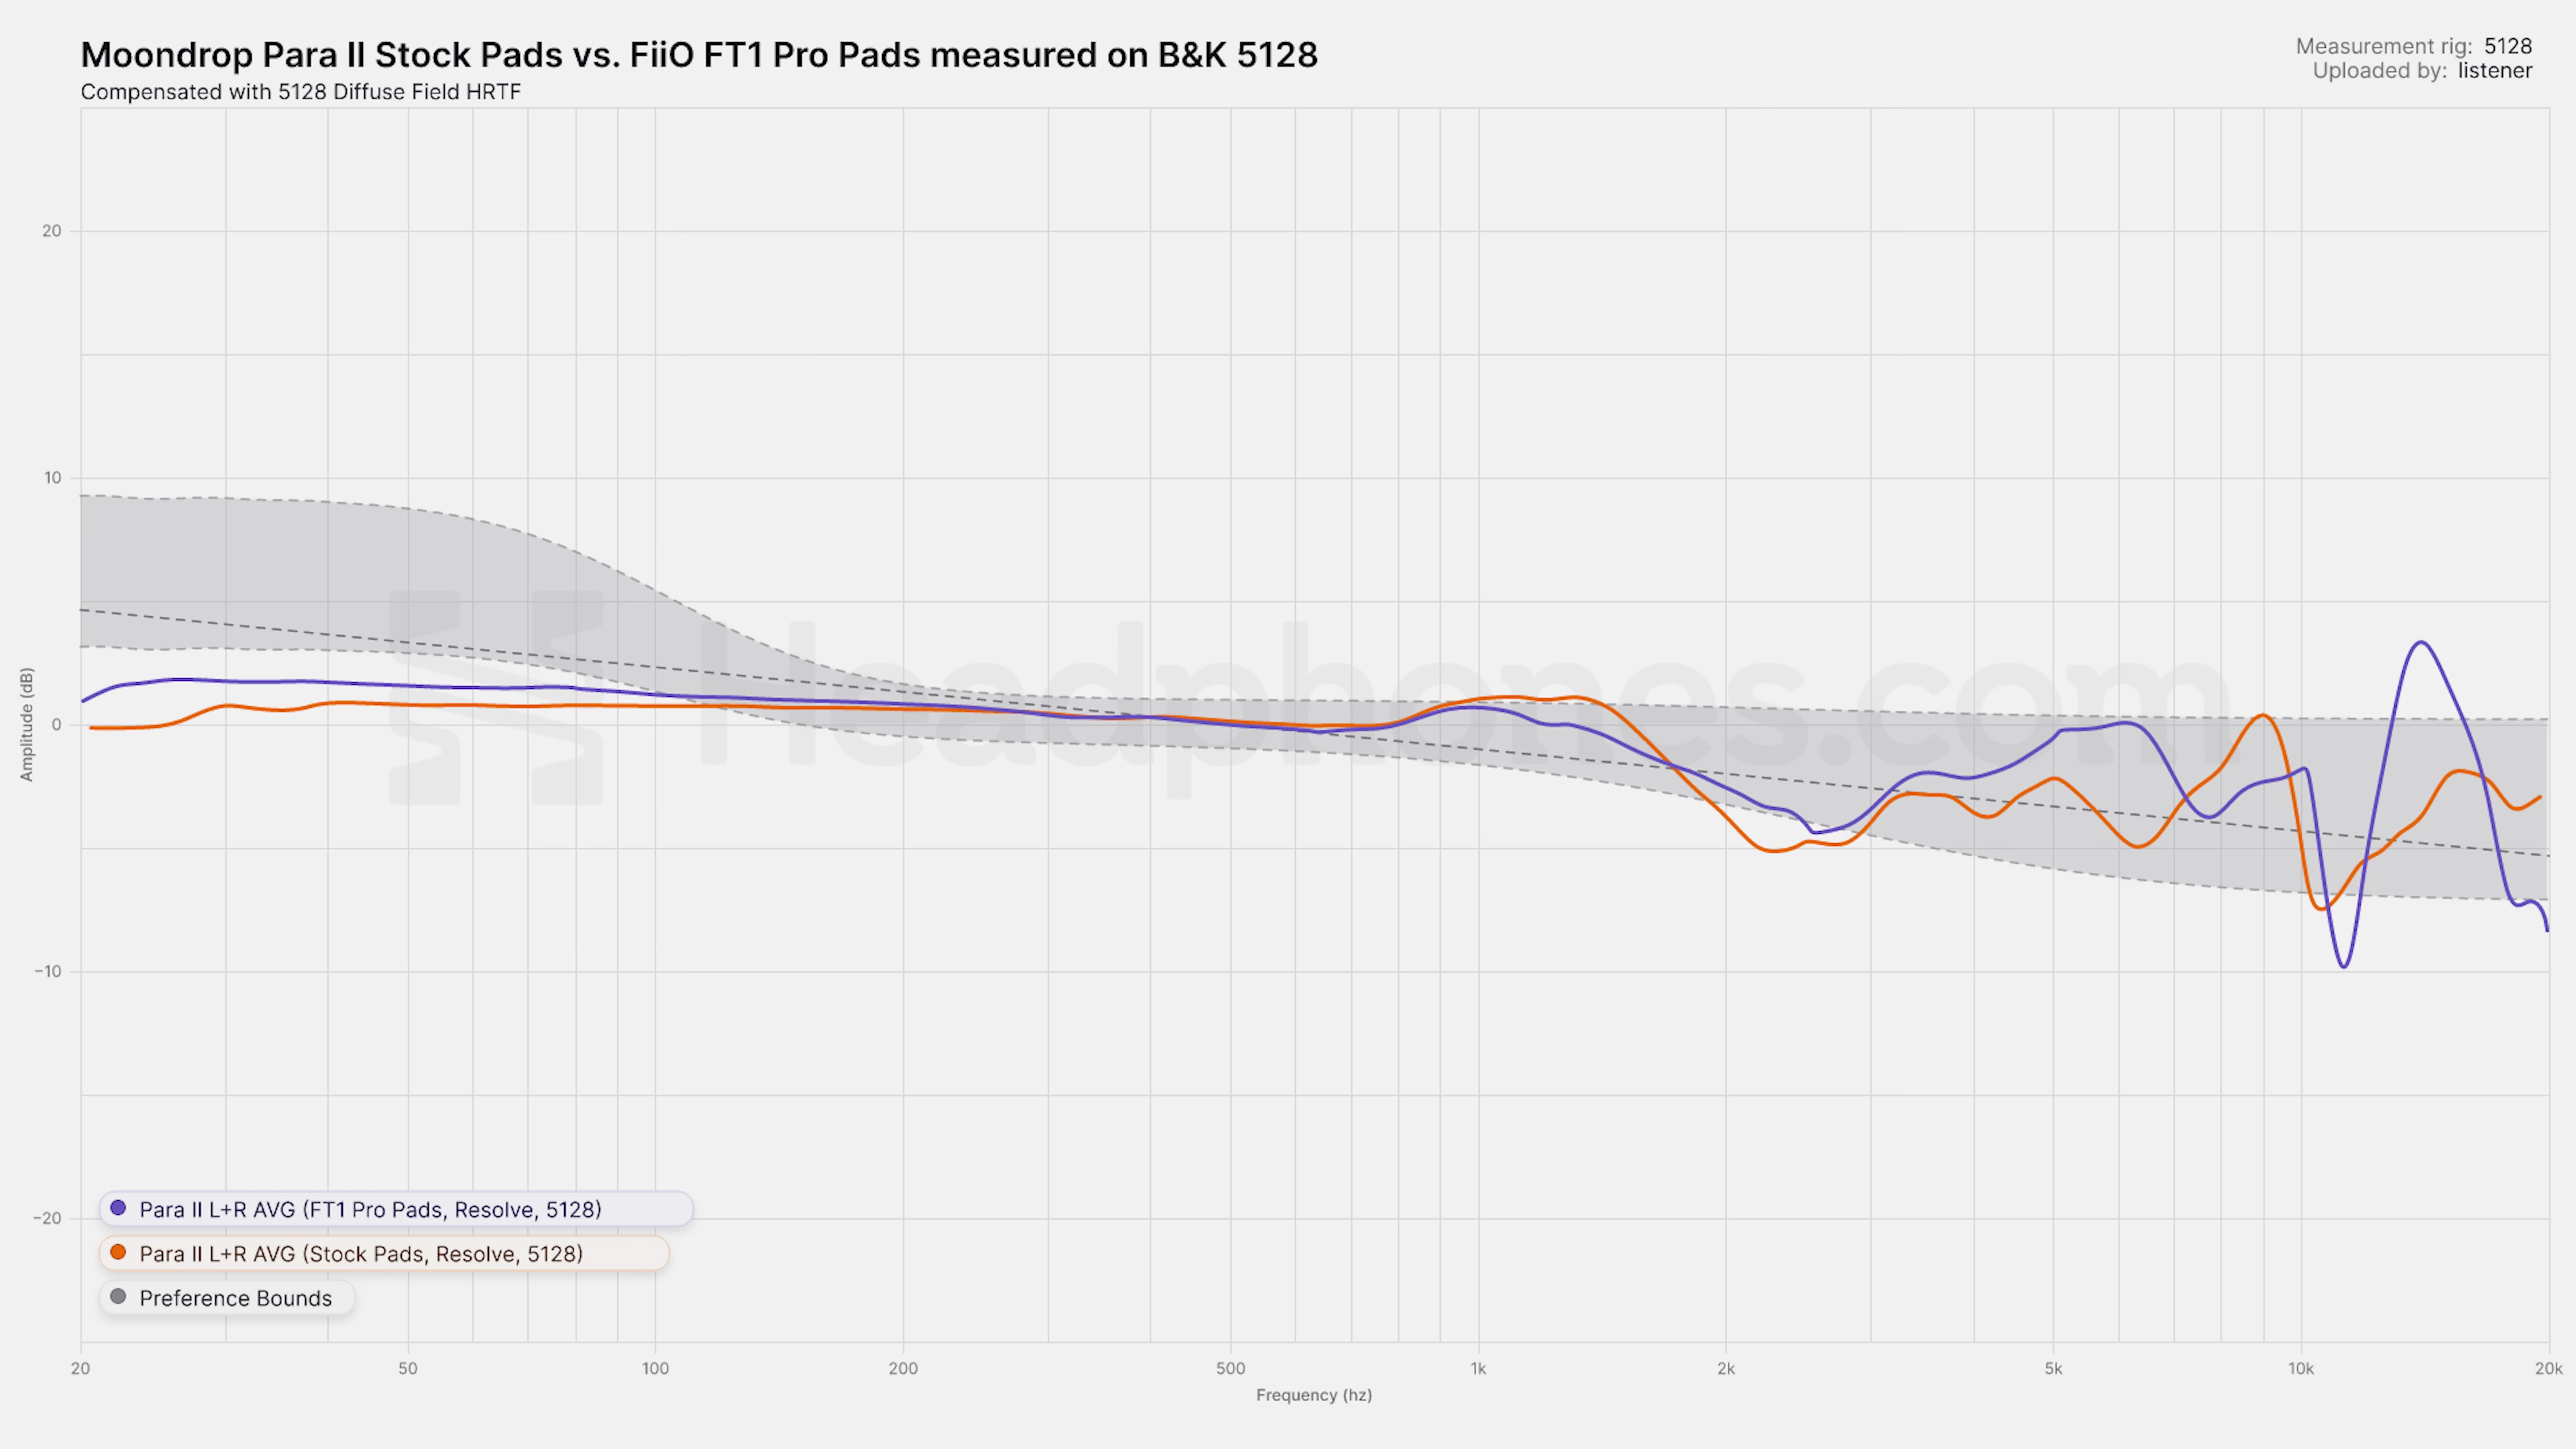 Moondrop Para II Stock Pads vs. FiiO FT1 Pro Pads measured on B&K 5128
Compensated with 5128 Diffuse Field HRTF
Measurement rig: 5128
Uploaded by: listener
20
10
0
−10
−20
Amplitude (dB)
Headphones.com
Para II L+R AVG (FT1 Pro Pads, Resolve, 5128)
Para II L+R AVG (Stock Pads, Resolve, 5128)
Preference Bounds
20 50 100 200 500 1k 2k 5k 10k 20k
Frequency (hz)